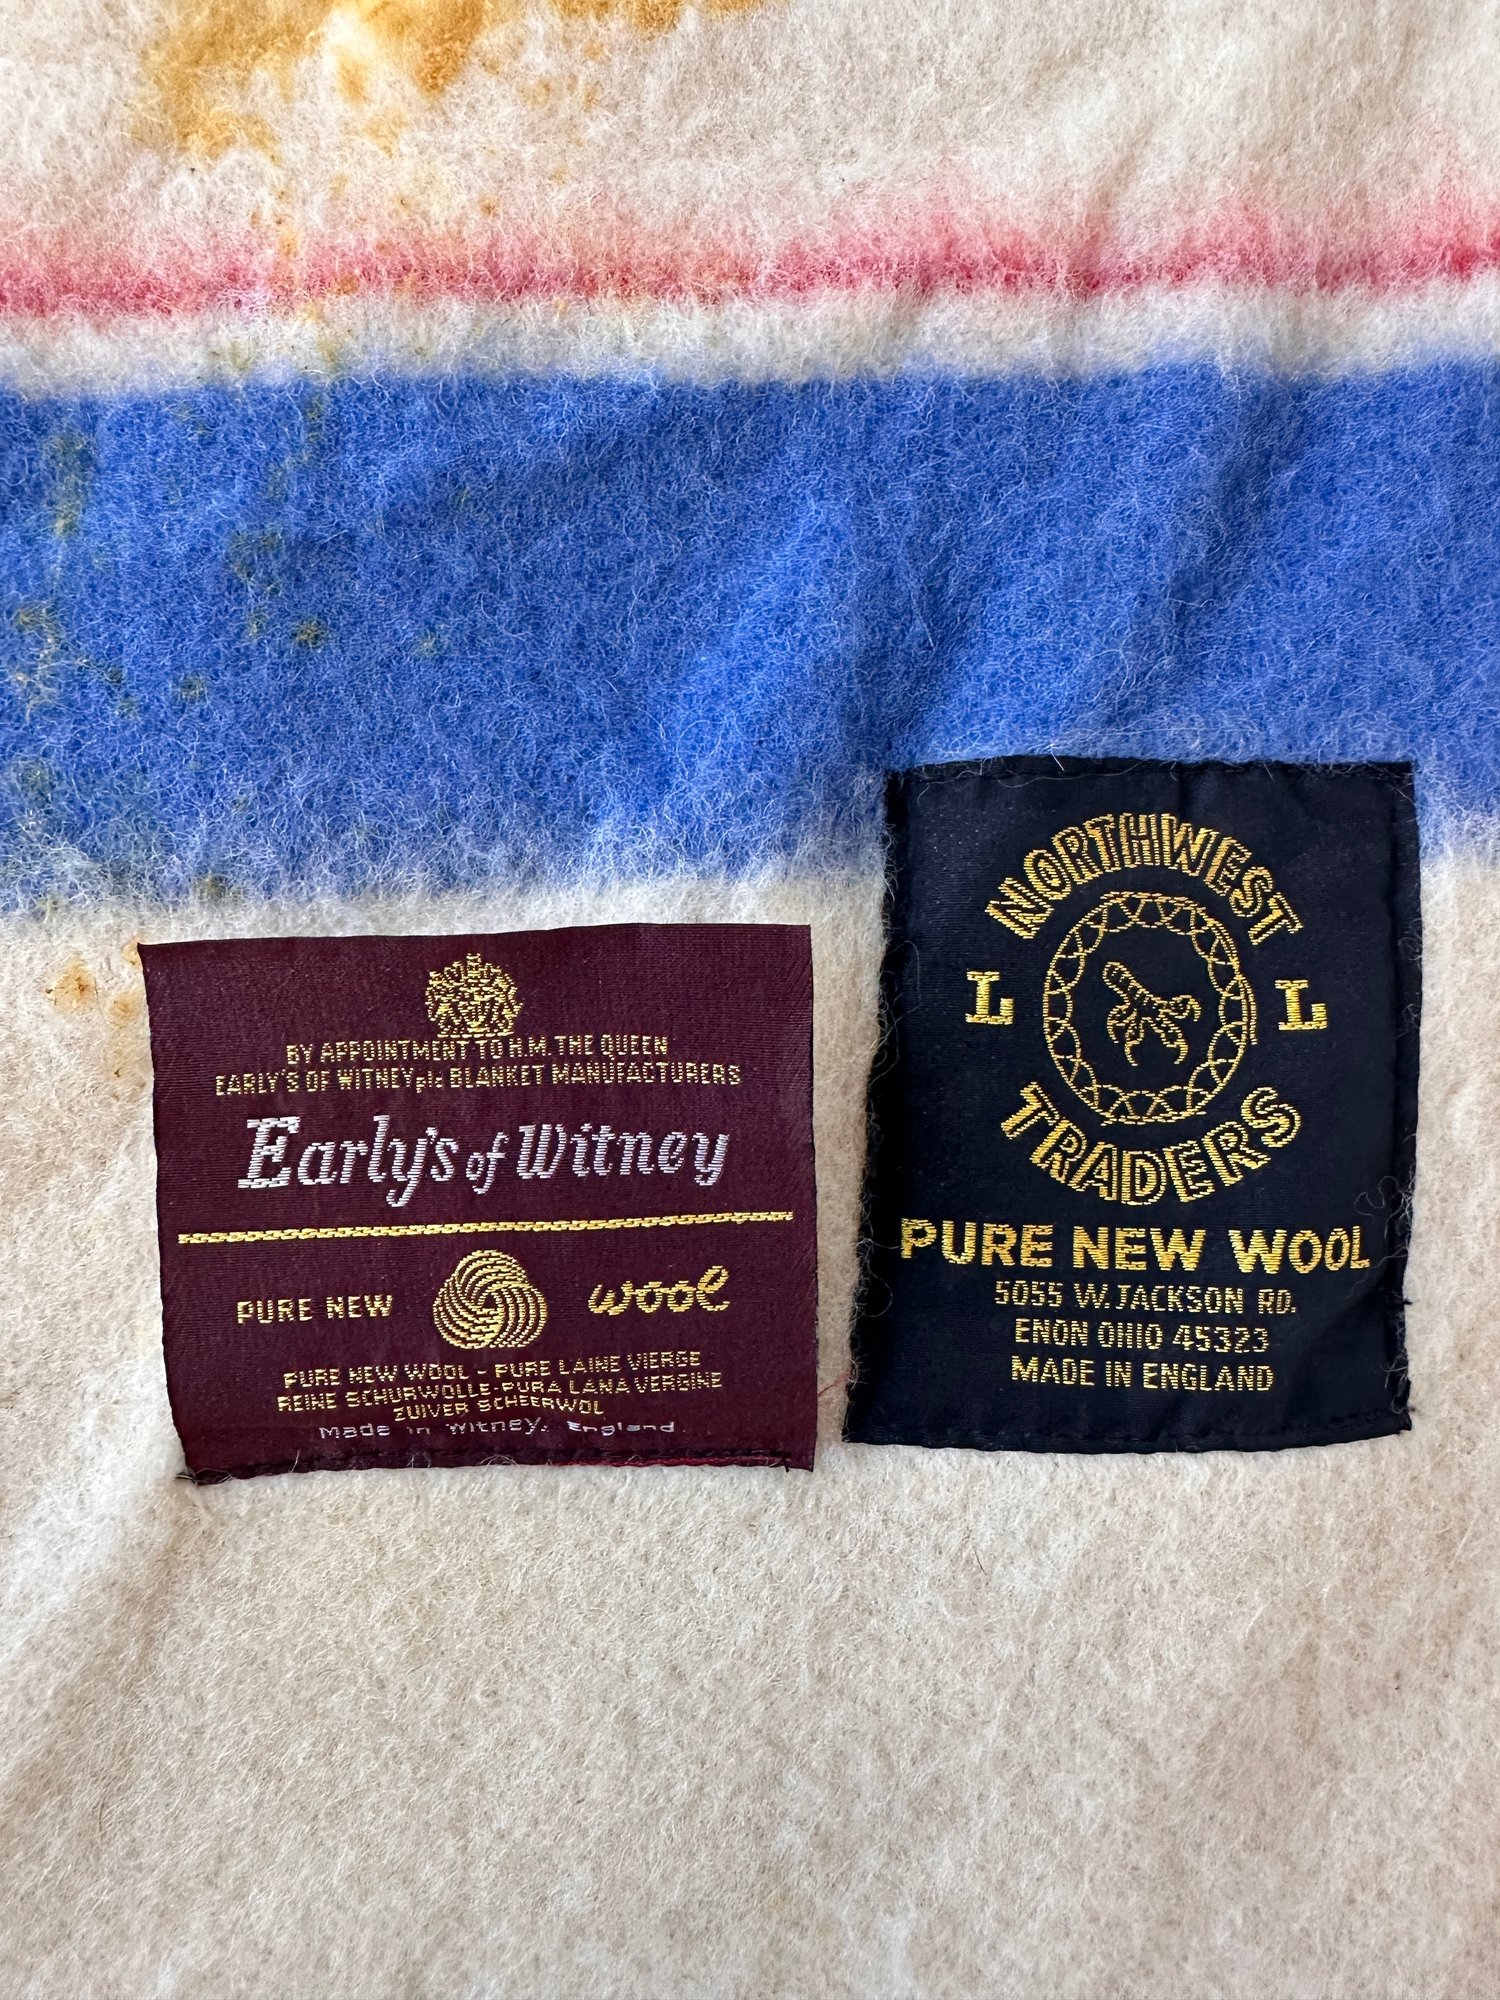 BY APPOINTMENT TO H.M. THE QUEEN
EARLY'S OF WITNEY plc BLANKET MANUFACTURERS
Early's of Witney
PURE NEW wool
PURE NEW WOOL - PURE LAINE VIERGE
REINE SCHURWOLLE - PURA LANA VERGINE
ZUIVER SCHEERWOL
Made in Witney, England
NORTHWEST
L L
TRADERS
PURE NEW WOOL
5055 W. JACKSON RD.
ENON OHIO 45323
MADE IN ENGLAND